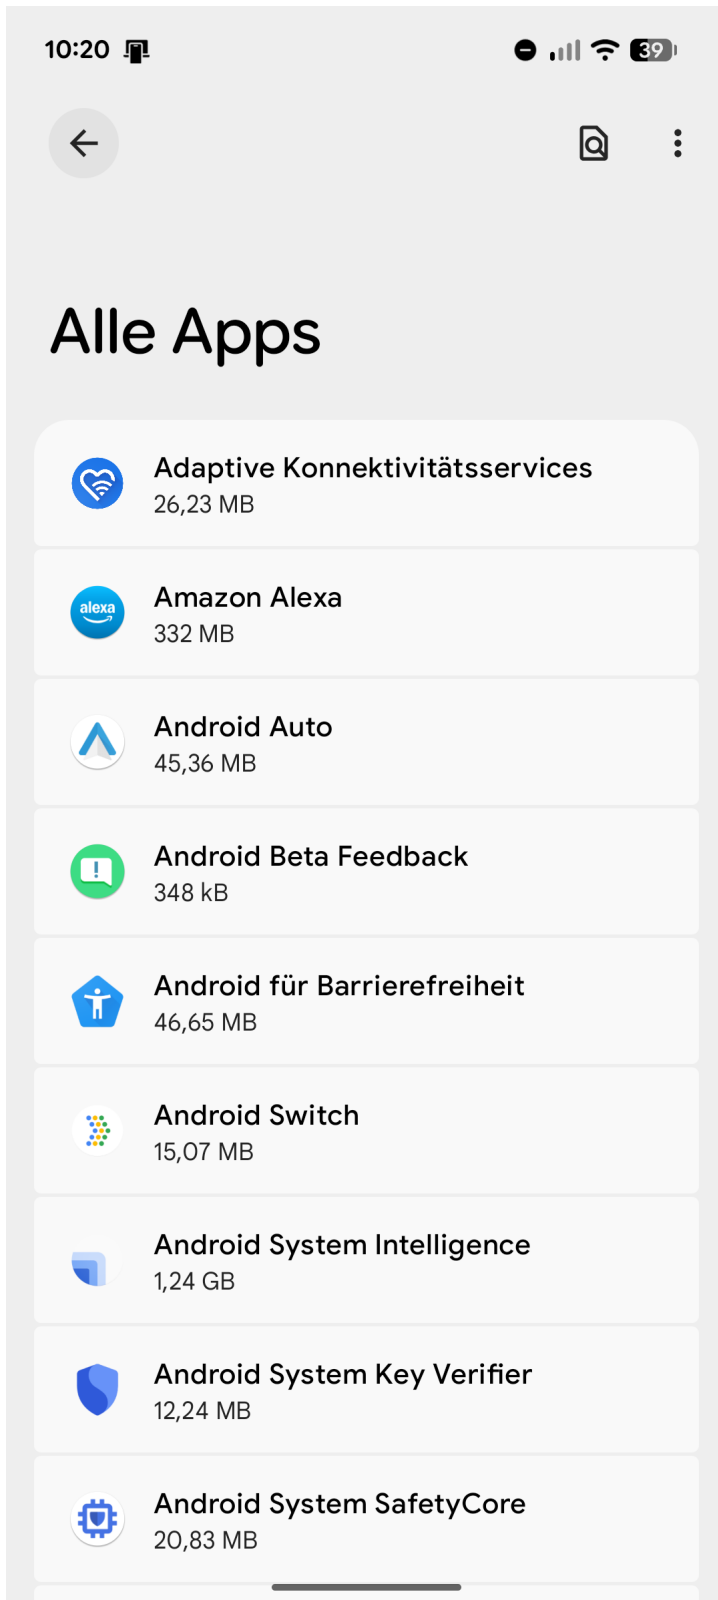 10:20
39
Alle Apps
Adaptive Konnektivitätsservices
26,23 MB
alexa
Amazon Alexa
332 MB
Android Auto
45,36 MB
Android Beta Feedback
348 kB
Android für Barrierefreiheit
46,65 MB
Android Switch
15,07 MB
Android System Intelligence
1,24 GB
Android System Key Verifier
12,24 MB
Android System SafetyCore
20,83 MB